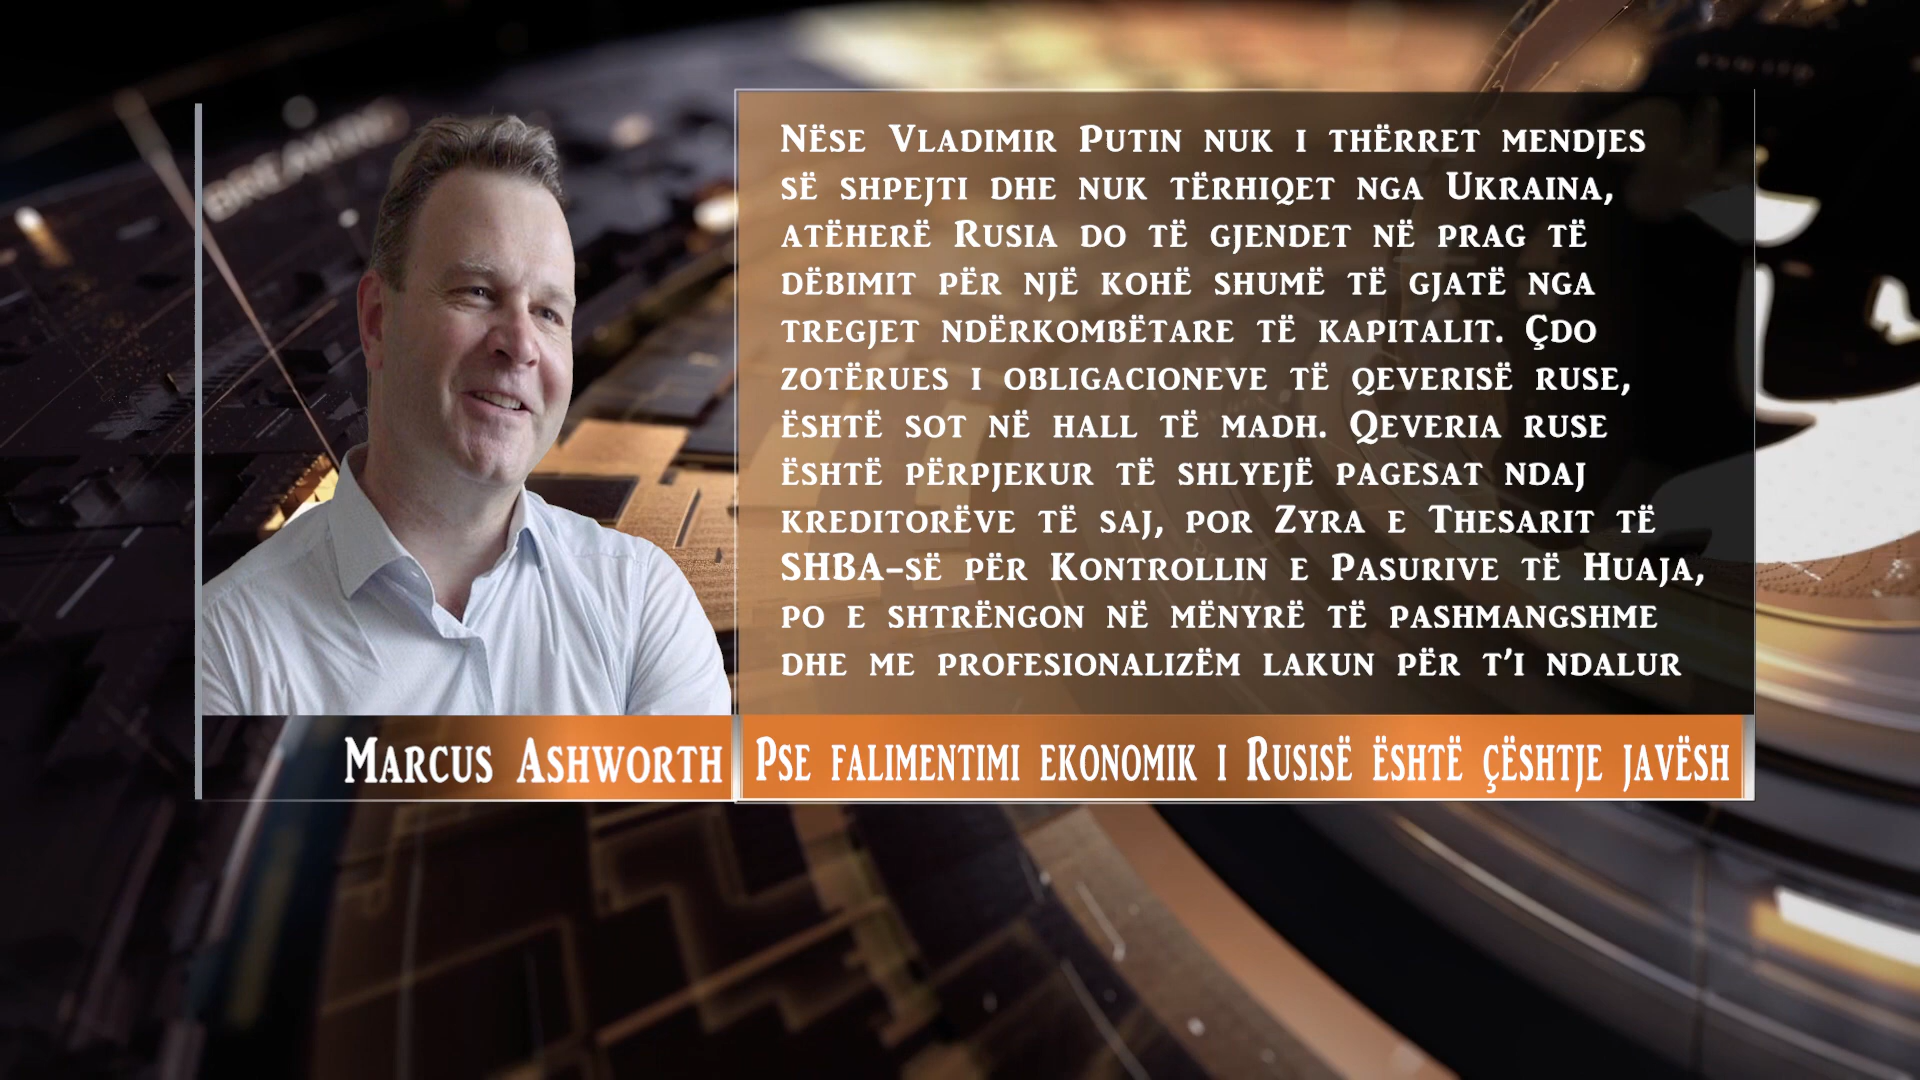 Nëse Vladimir Putin nuk i thërret mendjes
së shpejti dhe nuk tërhiqet nga Ukraina,
atëherë Rusia do të gjendet në prag të
dëbimit për një kohë shumë të gjatë nga
tregjet ndërkombëtare të kapitalit. Çdo
zotërues i obligacioneve të qeverisë ruse,
është sot në hall të madh. Qeveria ruse
është përpjekur të shlyejë pagesat ndaj
kreditorëve të saj, por Zyra e Thesarit të
SHBA-së për Kontrollin e Pasurive të Huaja,
po e shtrëngon në mënyrë të pashmangshme
dhe me profesionalizëm lakun për t'i ndalur
Marcus Ashworth
Pse falimentimi ekonomik i Rusisë është çështje javësh